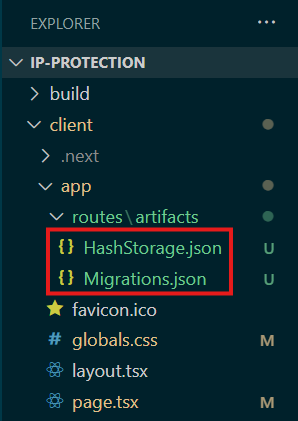 EXPLORER ...
IP-PROTECTION
build
client
.next
app
routes\artifacts
{} HashStorage.json U
{} Migrations.json U
favicon.ico
# globals.css M
layout.tsx
page.tsx M